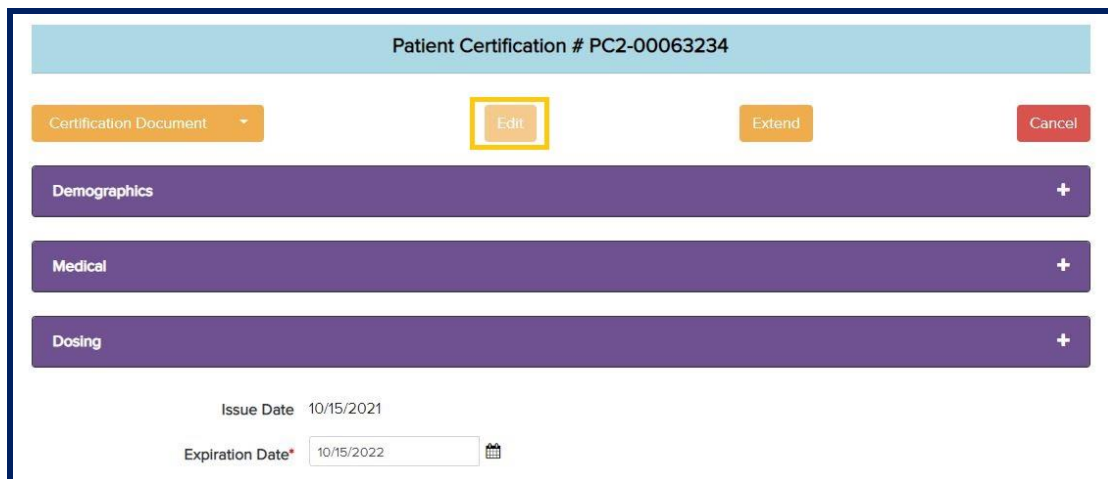 Patient Certification # PC2-00063234
Certification Document Edit Extend Cancel
Demographics
Medical
Dosing
Issue Date 10/15/2021
Expiration Date* 10/15/2022